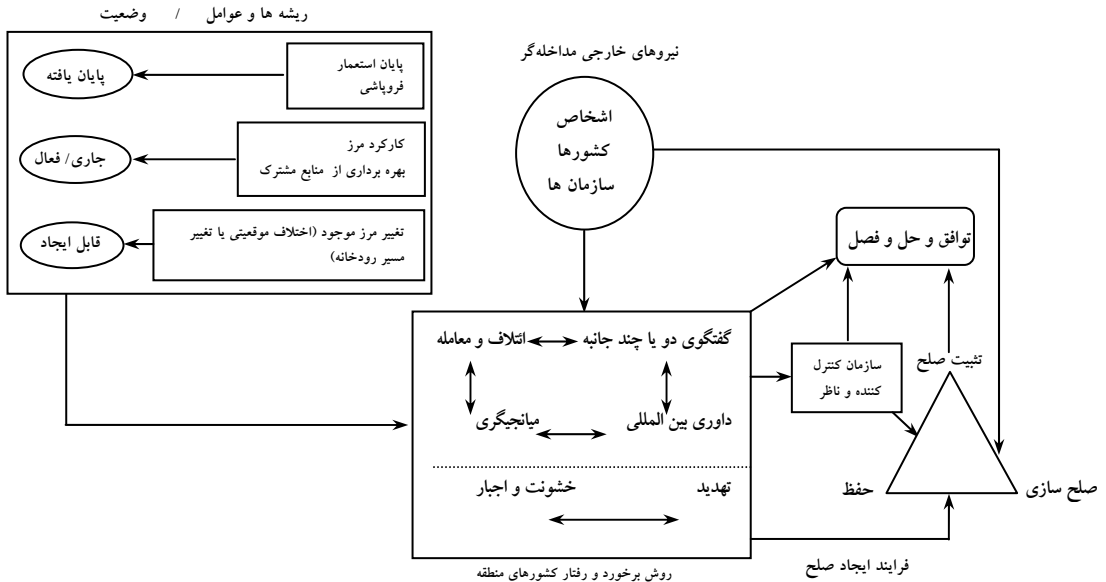 ریشه ها و عوامل / وضعیت
پایان استعمار
فروپاشی
پایان یافته
کارکرد مرز
بهره برداری از منابع مشترک
جاری/ فعال
تغییر مرز موجود (اختلاف موقعیتی یا تغییر
مسیر رودخانه)
قابل ایجاد
نیروهای خارجی مداخله‌گر
اشخاص
کشورها
سازمان ها
توافق و حل و فصل
گفتگوی دو یا چند جانبه
ائتلاف و معامله
داوری بین المللی
میانجیگری
تهدید
خشونت و اجبار
روش برخورد و رفتار کشورهای منطقه
سازمان کنترل
کننده و ناظر
تثبیت صلح
صلح سازی
حفظ
فرایند ایجاد صلح